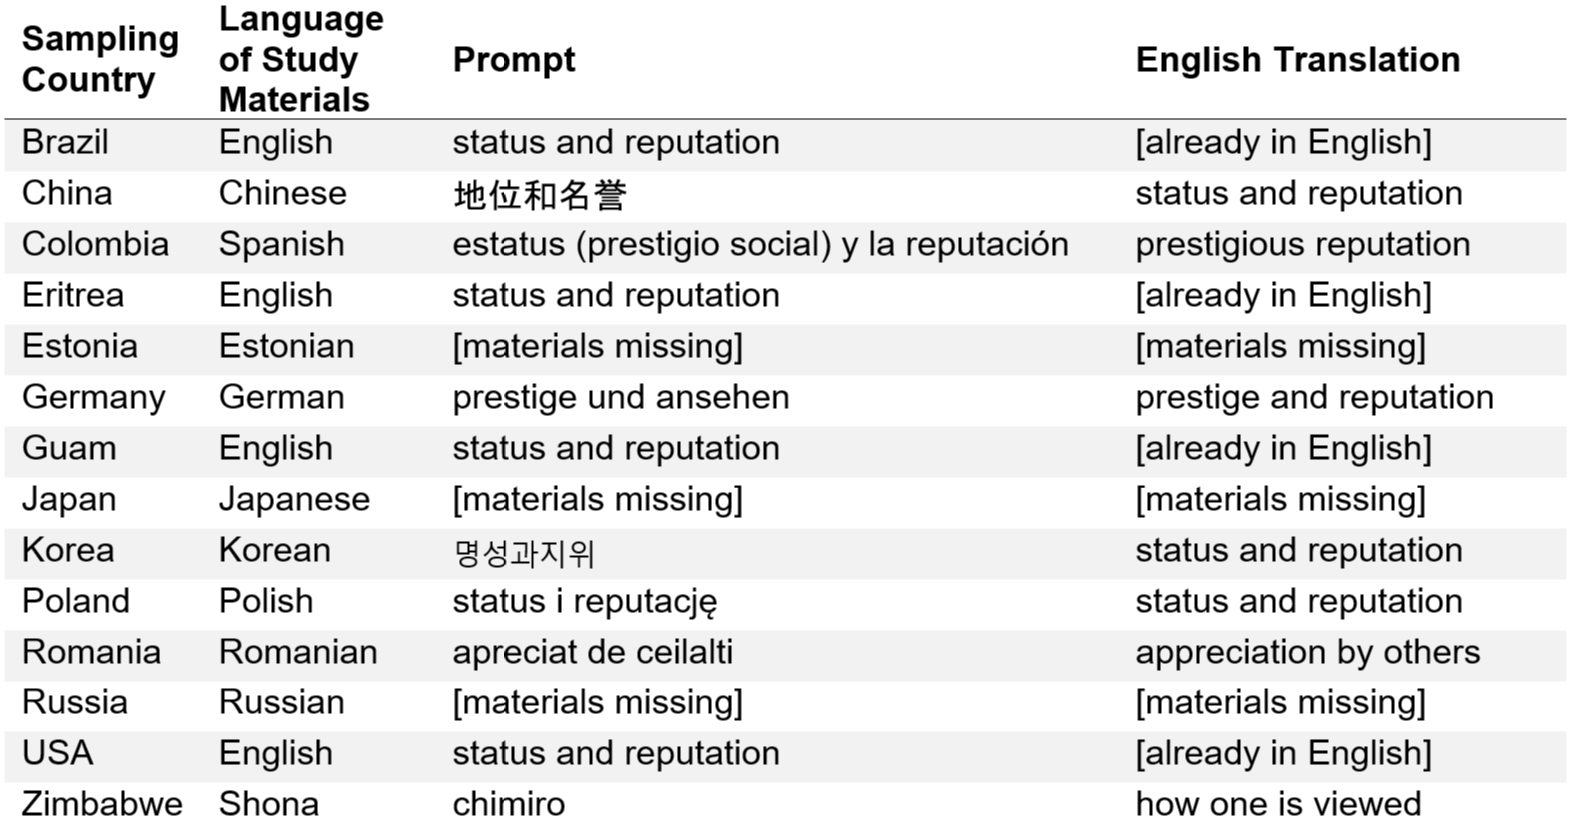 Sampling Country	Language of Study Materials	Prompt	English Translation
Brazil	English	status and reputation	[already in English]
China	Chinese	地位和名誉	status and reputation
Colombia	Spanish	estatus (prestigio social) y la reputación	prestigious reputation
Eritrea	English	status and reputation	[already in English]
Estonia	Estonian	[materials missing]	[materials missing]
Germany	German	prestige und ansehen	prestige and reputation
Guam	English	status and reputation	[already in English]
Japan	Japanese	[materials missing]	[materials missing]
Korea	Korean	명성과지위	status and reputation
Poland	Polish	status i reputację	status and reputation
Romania	Romanian	apreciat de ceilalti	appreciation by others
Russia	Russian	[materials missing]	[materials missing]
USA	English	status and reputation	[already in English]
Zimbabwe	Shona	chimiro	how one is viewed